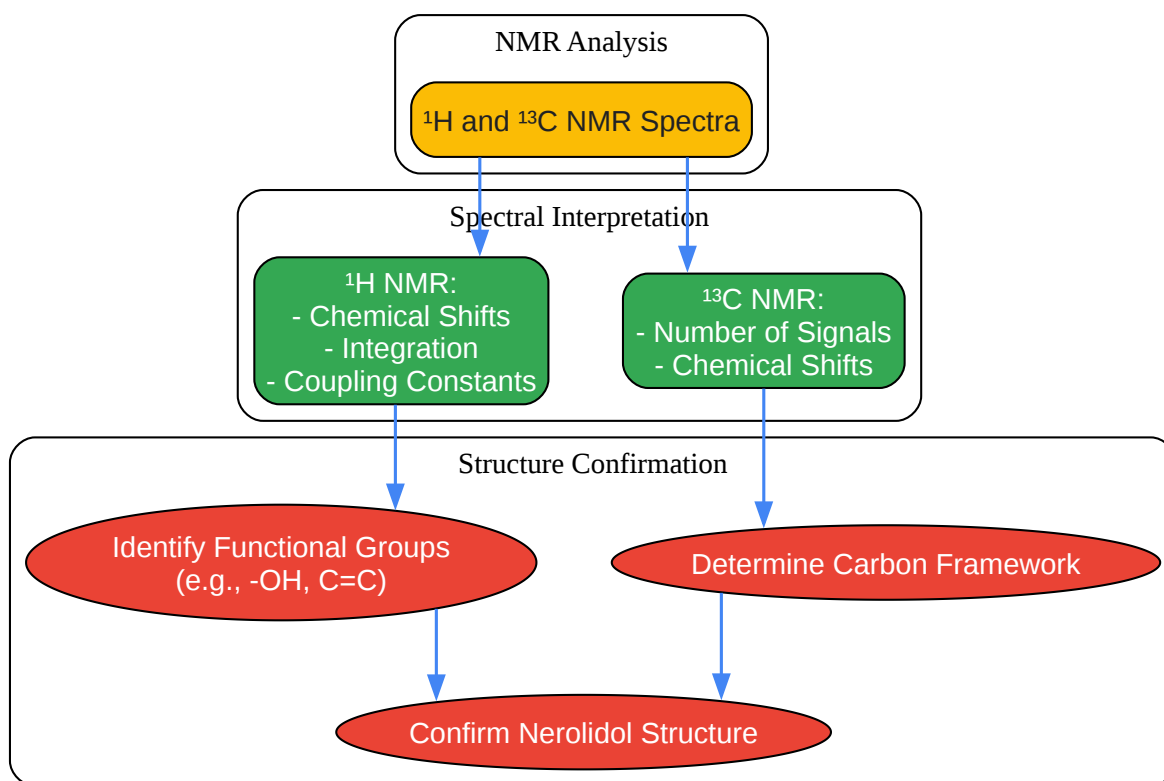 NMR Analysis
¹H and ¹³C NMR Spectra
Spectral Interpretation
¹H NMR:
- Chemical Shifts
- Integration
- Coupling Constants
¹³C NMR:
- Number of Signals
- Chemical Shifts
Structure Confirmation
Identify Functional Groups
(e.g., -OH, C=C)
Determine Carbon Framework
Confirm Nerolidol Structure